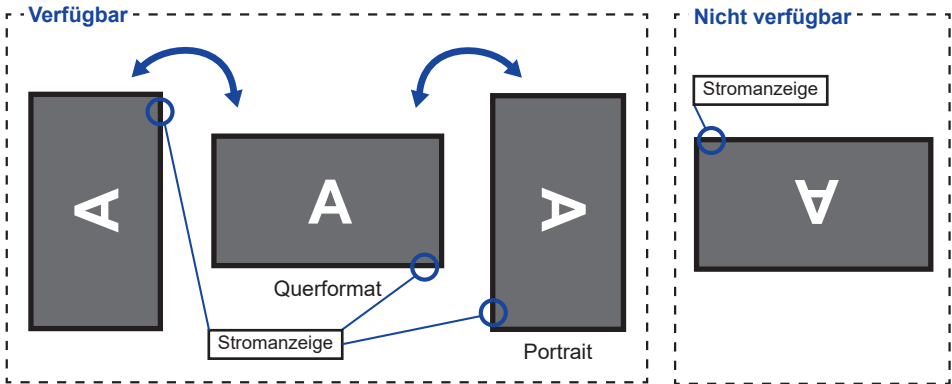 Verfügbar
Nicht verfügbar
Stromanzeige
A
A
A
A
Querformat
Stromanzeige
Portrait